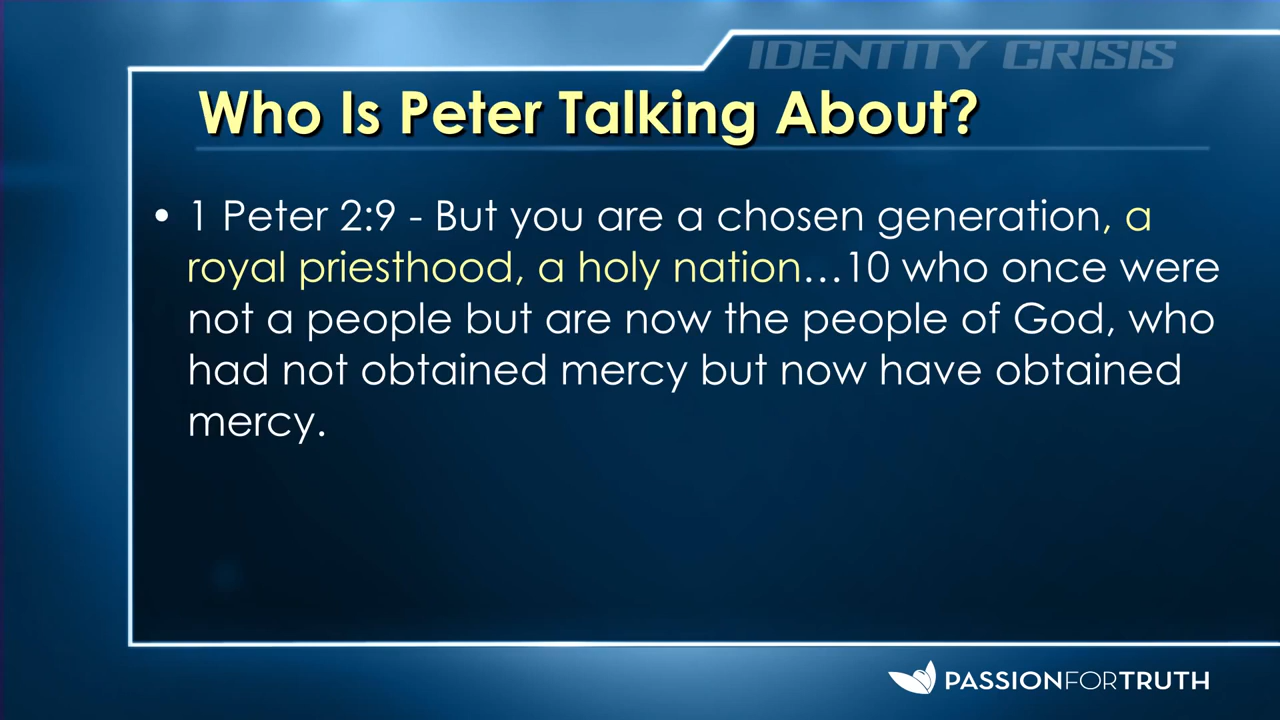 IDENTITY CRISIS
Who Is Peter Talking About?
• 1 Peter 2:9 - But you are a chosen generation, a
royal priesthood, a holy nation…10 who once were
not a people but are now the people of God, who
had not obtained mercy but now have obtained
mercy.
PASSIONFORTRUTH